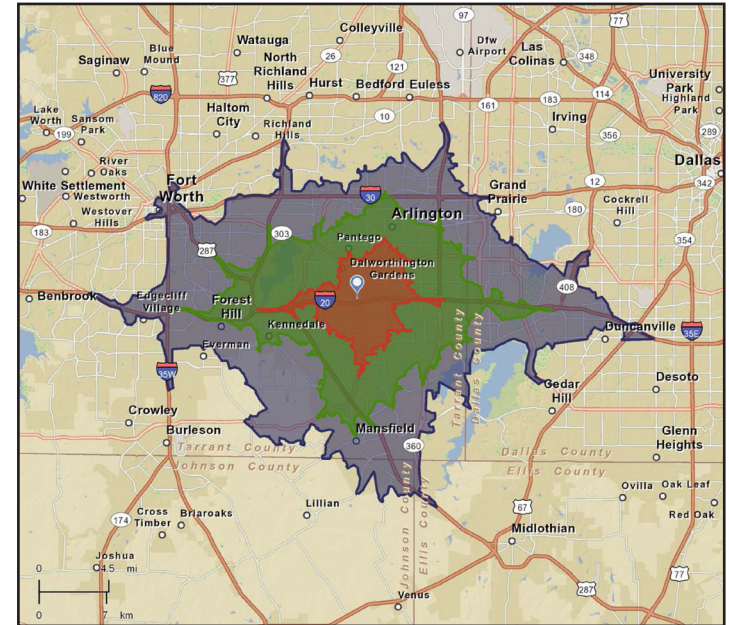 97
77
Colleyville
Watauga
Blue
Mound
Dfw
Airport
Las
Colinas
348
Saginaw
26
North
Richland
Hills
121
377
University
Park
Highland
Park
Hurst
Bedford
Euless
820
161
183
114
Lake
Worth
Haltom
City
10
Irving
Sansom
Park
199
Richland
Hills
356
289
River
Oaks
Dallas
Fort
Worth
White Settlement
Westworth
30
Grand
Prairie
12
342
Westover
Hills
Arlington
180
Cockrell
Hill
183
303
Pantego
354
287
Dalworthington
Gardens
408
Benbrook
Edgecliff
Village
Forest
Hill
20
Kennedale
Duncanville
35E
Everman
Tarrant County
Dallas County
35W
Cedar
Hill
Desoto
Crowley
Mansfield
Burleson
360
Glenn
Heights
Tarrant County
Johnson County
Dallas County
Ellis County
Johnson County
Ellis County
Ovilla
Oak Leaf
Red Oak
Lillian
67
Cross
Timber
Briaroaks
174
Midlothian
Joshua
77
0
4.5 mi
287
Venus
0
7 km